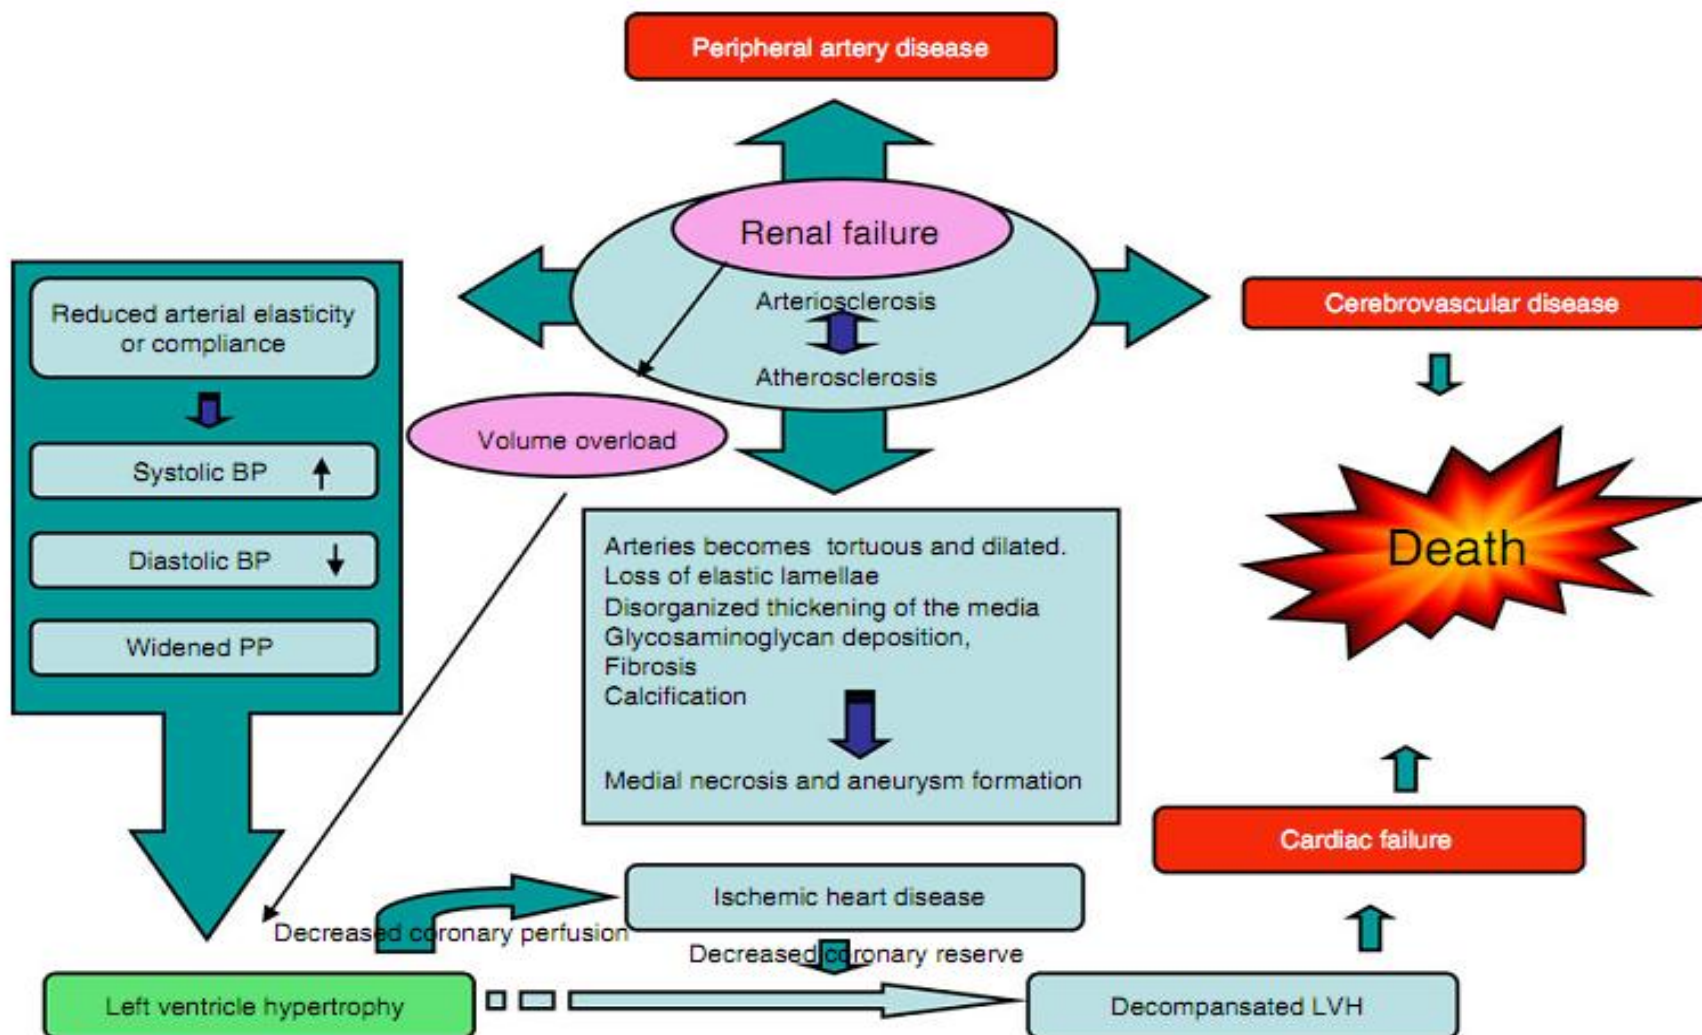 Peripheral artery disease
Renal failure
Arteriosclerosis
Atherosclerosis
Reduced arterial elasticity
or compliance
Systolic BP
Diastolic BP
Widened PP
Volume overload
Cerebrovascular disease
Death
Arteries becomes tortuous and dilated.
Loss of elastic lamellae
Disorganized thickening of the media
Glycosaminoglycan deposition,
Fibrosis
Calcification
Medial necrosis and aneurysm formation
Cardiac failure
Ischemic heart disease
Decreased coronary perfusion
Decreased coronary reserve
Left ventricle hypertrophy
Decompansated LVH